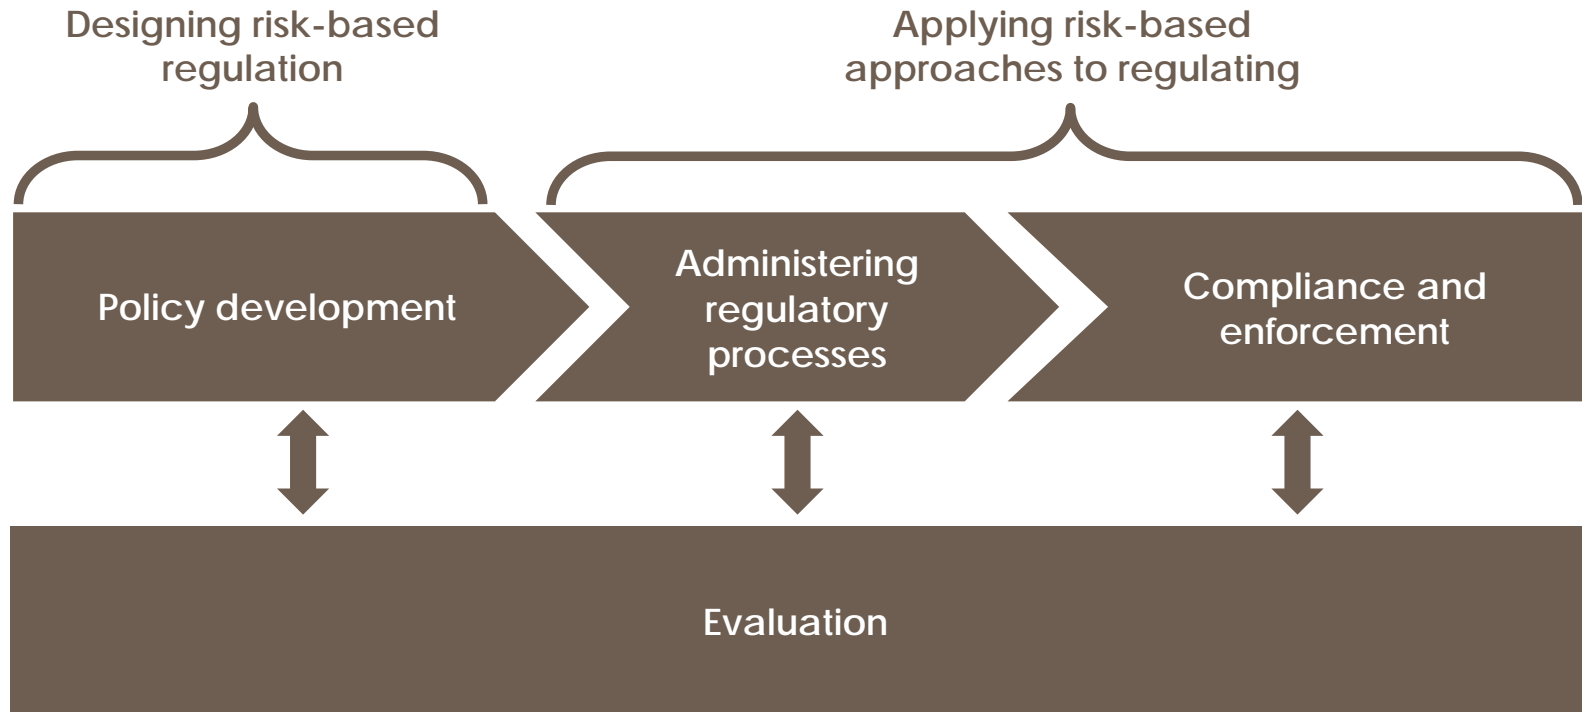 Designing risk-based
regulation
Applying risk-based
approaches to regulating
Policy development
Administering
regulatory
processes
Compliance and
enforcement
Evaluation